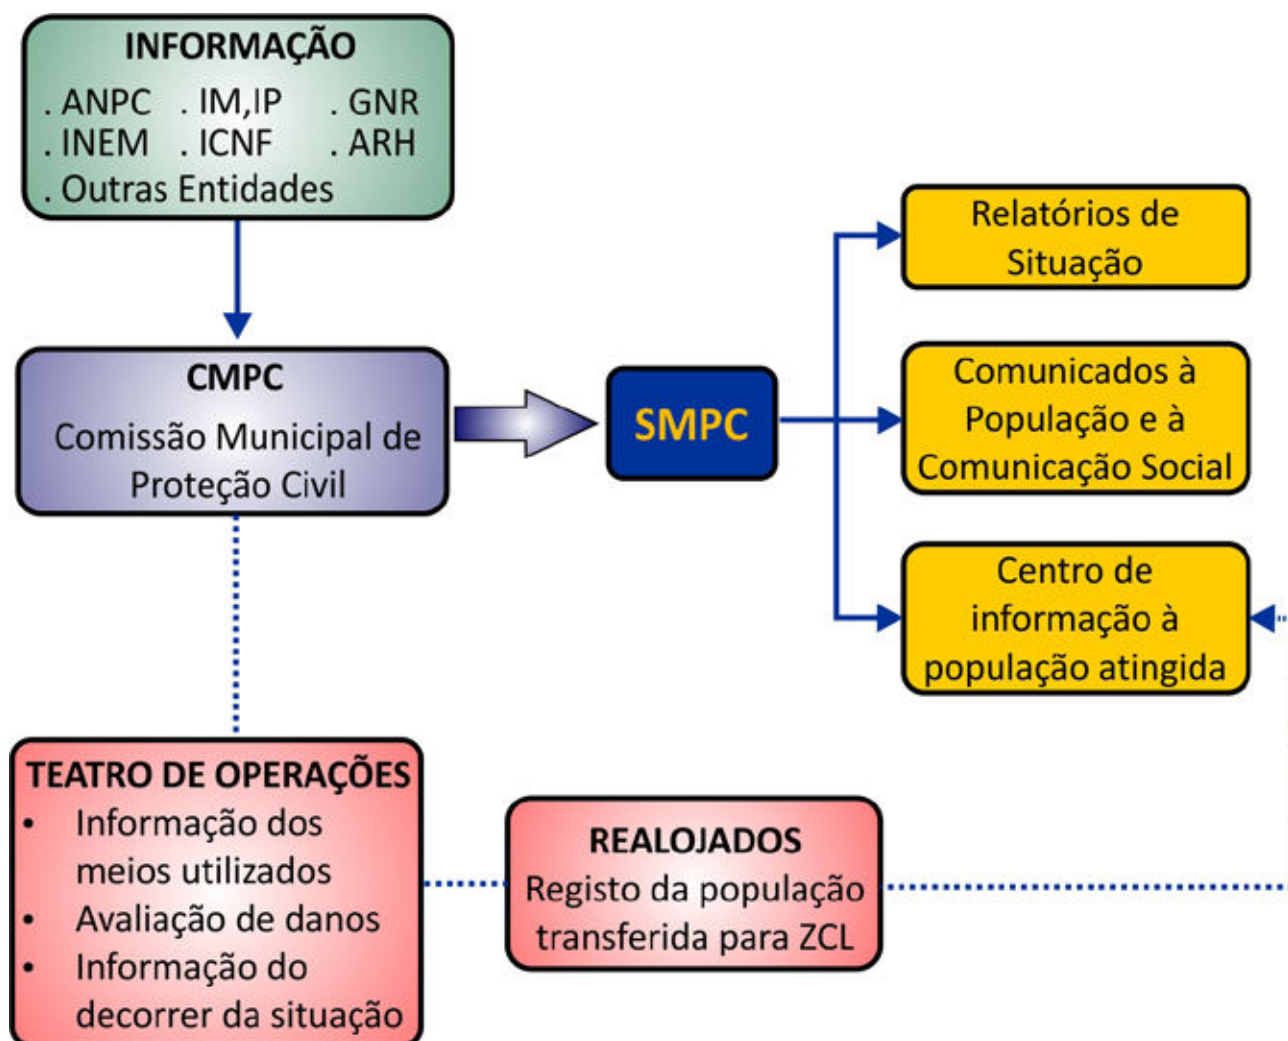 INFORMAÇÃO
. ANPC . IM,IP . GNR
. INEM . ICNF . ARH
. Outras Entidades
CMPC
Comissão Municipal de
Proteção Civil
SMPC
Relatórios de
Situação
Comunicados à
População e à
Comunicação Social
Centro de
informação à
população atingida
TEATRO DE OPERAÇÕES
• Informação dos
meios utilizados
• Avaliação de danos
• Informação do
decorrer da situação
REALOJADOS
Registo da população
transferida para ZCL